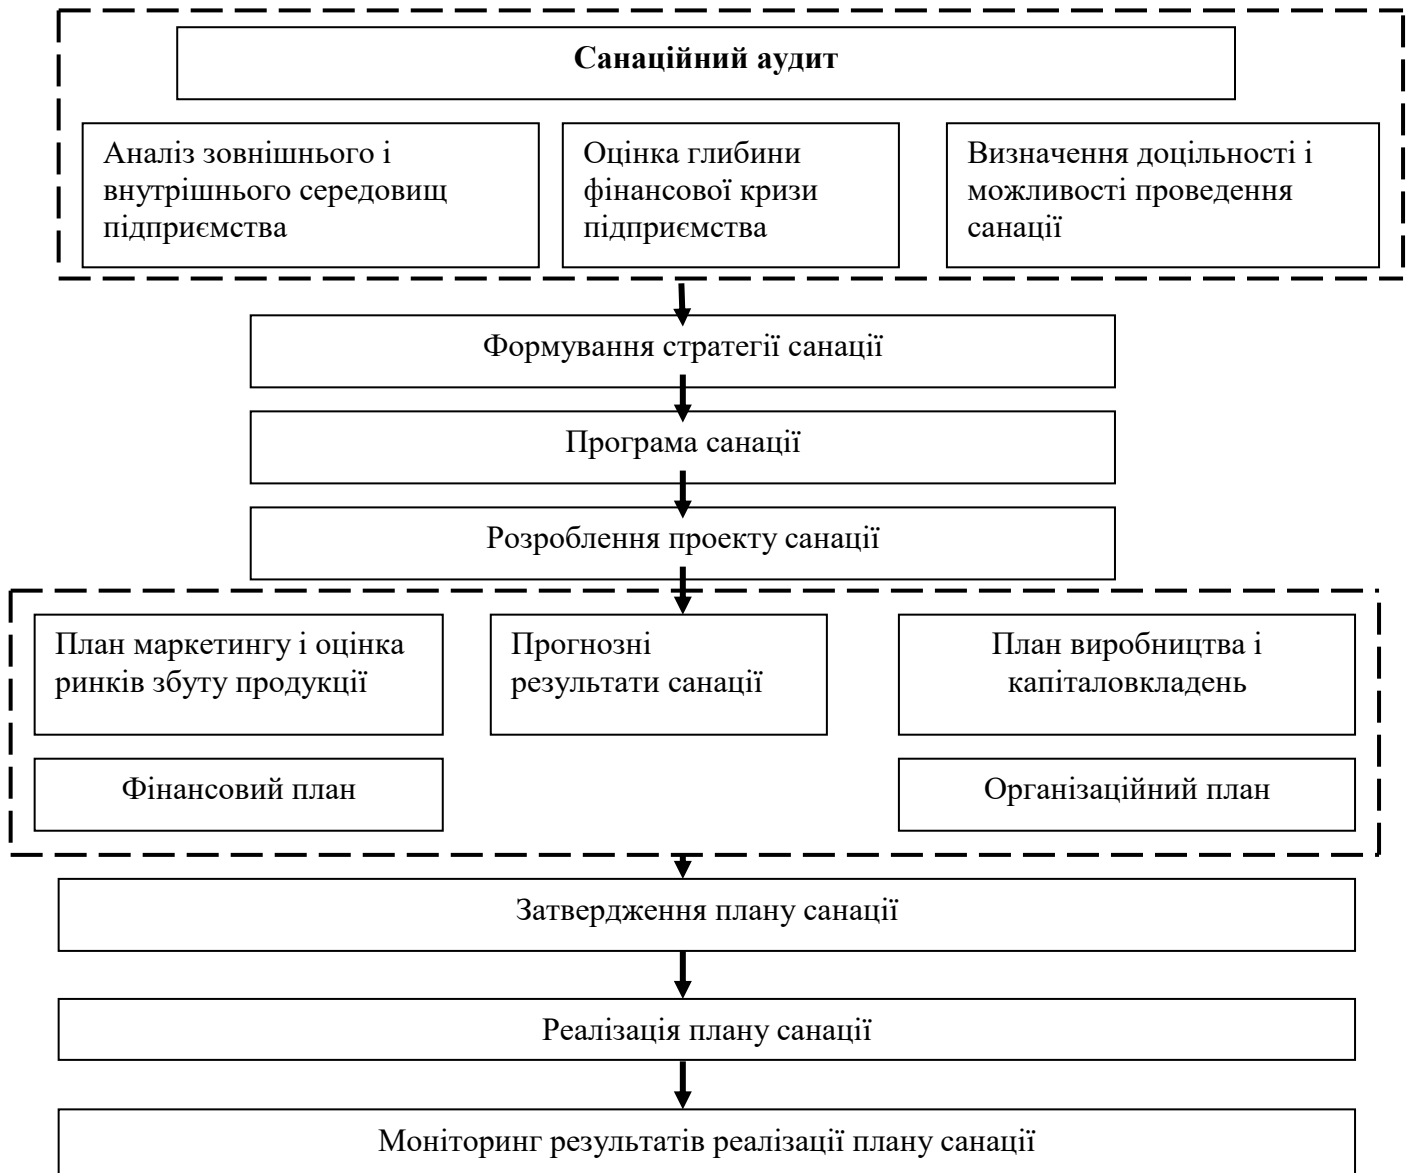 Санаційний аудит
Аналіз зовнішнього і
внутрішнього середовищ
підприємства
Оцінка глибини
фінансової кризи
підприємства
Визначення доцільності і
можливості проведення
санації
Формування стратегії санації
Програма санації
Розроблення проекту санації
План маркетингу і оцінка
ринків збуту продукції
Прогнозні
результати санації
План виробництва і
капіталовкладень
Фінансовий план
Організаційний план
Затвердження плану санації
Реалізація плану санації
Моніторинг результатів реалізації плану санації